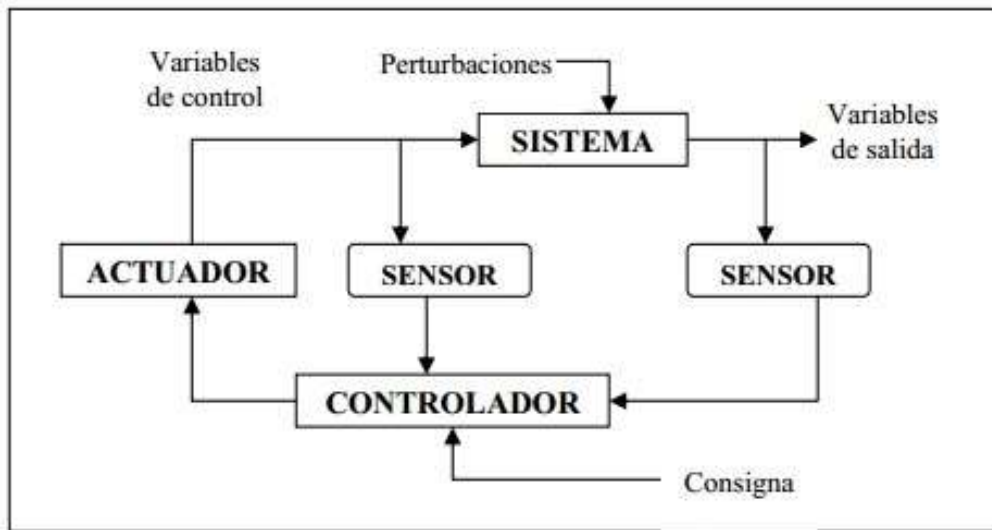 Variables
de control
Perturbaciones
Variables
de salida
SISTEMA
ACTUADOR
SENSOR
SENSOR
CONTROLADOR
Consigna